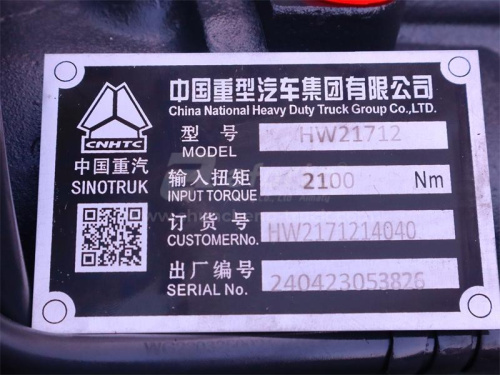 中国重型汽车集团有限公司
China National Heavy Duty Truck Group Co.,LTD.
CNHTC
中国重汽
SINOTRUK
型 号
MODEL
HW21712
输入扭矩
INPUT TORQUE
2100 Nm
订 货 号
CUSTOMERNo.
HW2171214040
出厂编号
SERIAL No.
240423053826